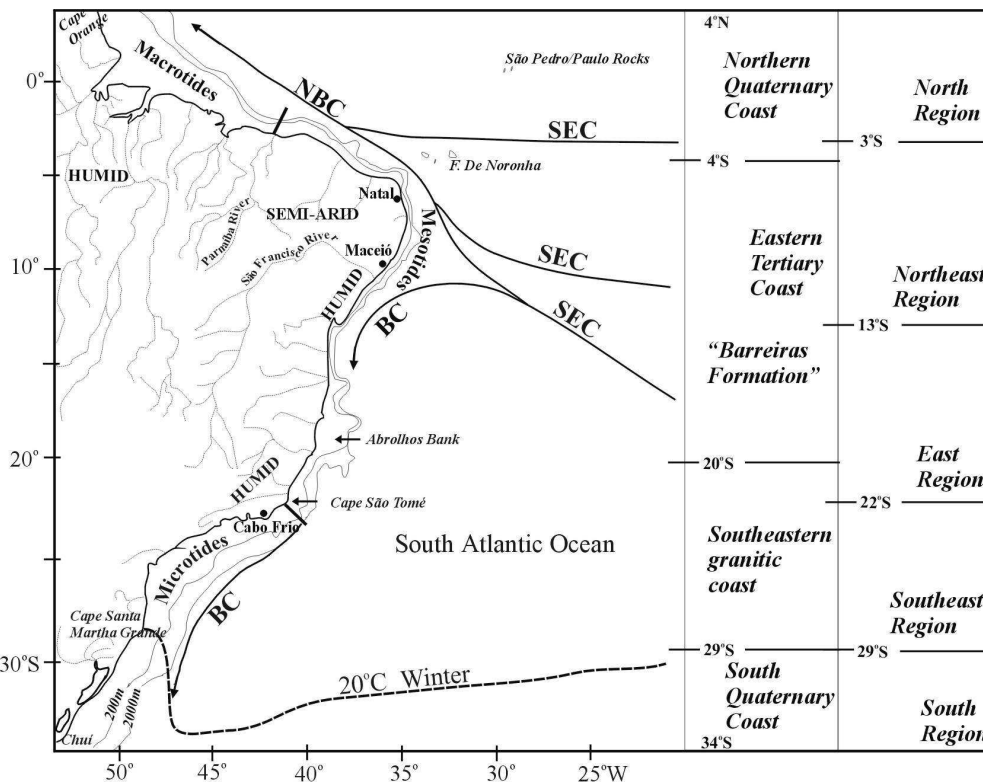 Cape
Orange
Macrotides
0°
HUMID
Parnaíba River
SEMI-ARID
São Francisco River
Natal
Maceió
HUMID
Mesotides
10°
NBC
São Pedro/Paulo Rocks
SEC
F. De Noronha
SEC
SEC
BC
Abrolhos Bank
20°
HUMID
Cape São Tomé
Cabo Frio
Microtides
South Atlantic Ocean
BC
Cape Santa
Martha Grande
30°S
20°C Winter
200m
2000m
Chuí
50°
45°
40°
35°
30°
25°W
4°N
Northern
Quaternary
Coast
4°S
Eastern
Tertiary
Coast
"Barreiras
Formation"
20°S
Southeastern
granitic
coast
29°S
South
Quaternary
Coast
34°S
North
Region
3°S
Northeast
Region
13°S
East
Region
22°S
Southeast
Region
29°S
South
Region